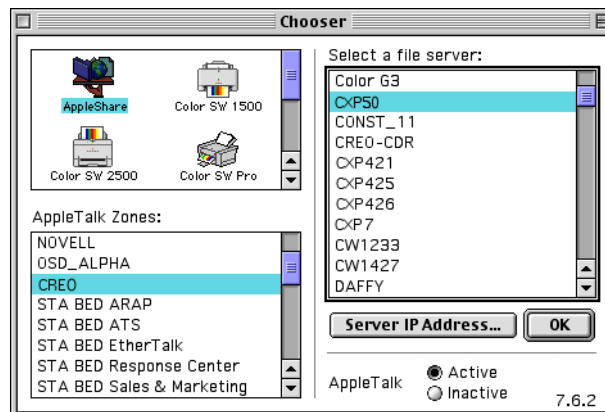 Chooser
AppleShare
Color SW 1500
Color SW 2500
Color SW Pro
AppleTalk Zones:
NOVELL
OSD_ALPHA
CREO
STA BED ARAP
STA BED ATS
STA BED EtherTalk
STA BED Response Center
STA BED Sales & Marketing
Select a file server:
Color G3
CXP50
CONST_11
CREO-CDR
CXP421
CXP425
CXP426
CXP7
CW1233
CW1427
DAFFY
Server IP Address...
OK
AppleTalk
Active
Inactive
7.6.2